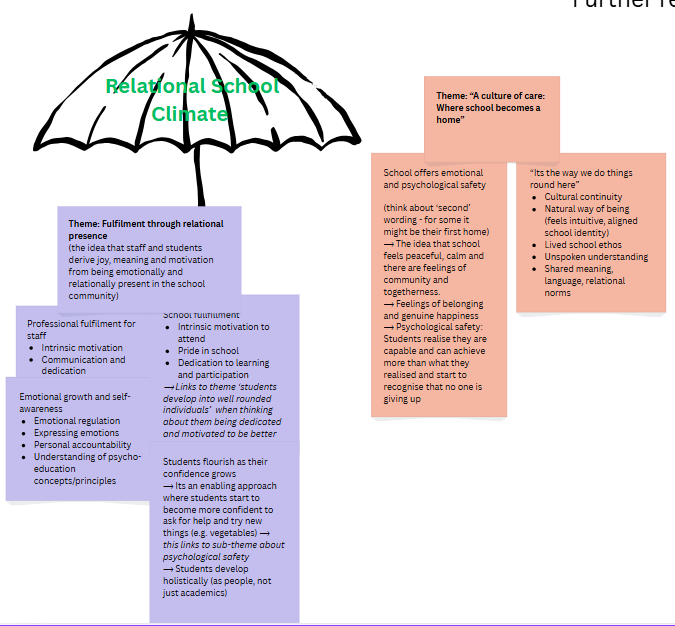 Further re
Relational School
Climate
Theme: Fulfilment through relational
presence
(the idea that staff and students
derive joy, meaning and motivation
from being emotionally and
relationally present in the school
community)
Professional fulfilment for
staff
• Intrinsic motivation
• Communication and
dedication
School fulfilment
• Intrinsic motivation to
attend
• Pride in school
• Dedication to learning
and participation
→Links to theme ‘students
develop into well rounded
individuals’ when thinking
about them being dedicated
and motivated to be better
Emotional growth and self-
awareness
• Emotional regulation
• Expressing emotions
• Personal accountability
• Understanding of psycho-
education
concepts/principles
Students flourish as their
confidence grows
→ Its an enabling approach
where students start to
become more confident to
ask for help and try new
things (e.g. vegetables) →
this links to sub-theme about
psychological safety
→ Students develop
holistically (as people, not
just academics)
Theme: “A culture of care:
Where school becomes a
home”
School offers emotional
and psychological safety
(think about ‘second’
wording - for some it
might be their first home)
→ The idea that school
feels peaceful, calm and
there are feelings of
community and
togetherness.
→ Feelings of belonging
and genuine happiness
→ Psychological safety:
Students realise they are
capable and can achieve
more than what they
realised and start to
recognise that no one is
giving up
“Its the way we do things
round here”
• Cultural continuity
• Natural way of being
(feels intuitive, aligned
school identity)
• Lived school ethos
• Unspoken understanding
• Shared meaning,
language, relational
norms